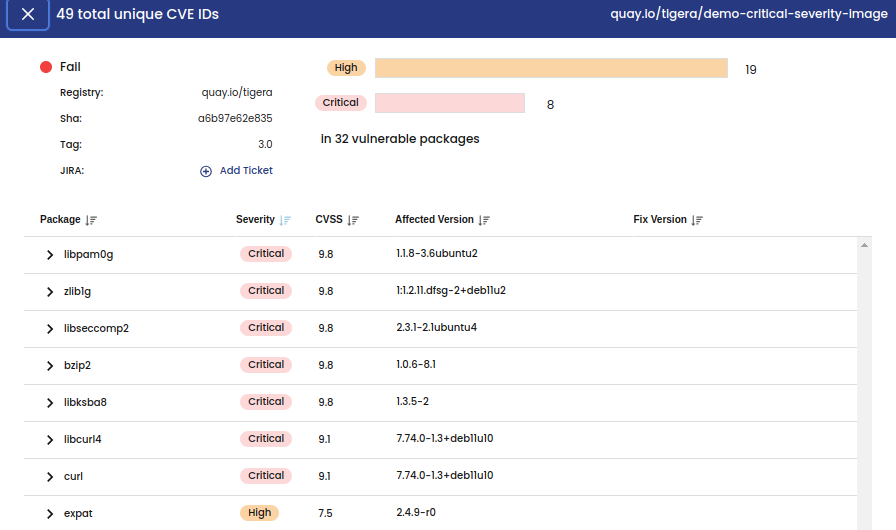 49 total unique CVE IDs
quay.io/tigera/demo-critical-severity-image
Fail
Registry: quay.io/tigera
Sha: a6b97e62e835
Tag: 3.0
JIRA: Add Ticket
High 19
Critical 8
in 32 vulnerable packages
Package Severity CVSS Affected Version Fix Version
libpam0g Critical 9.8 1.1.8-3.6ubuntu2
zlib1g Critical 9.8 1:1.2.11.dfsg-2+deb11u2
libseccomp2 Critical 9.8 2.3.1-2.1ubuntu4
bzip2 Critical 9.8 1.0.6-8.1
libksba8 Critical 9.8 1.3.5-2
libcurl4 Critical 9.1 7.74.0-1.3+deb11u10
curl Critical 9.1 7.74.0-1.3+deb11u10
expat High 7.5 2.4.9-r0